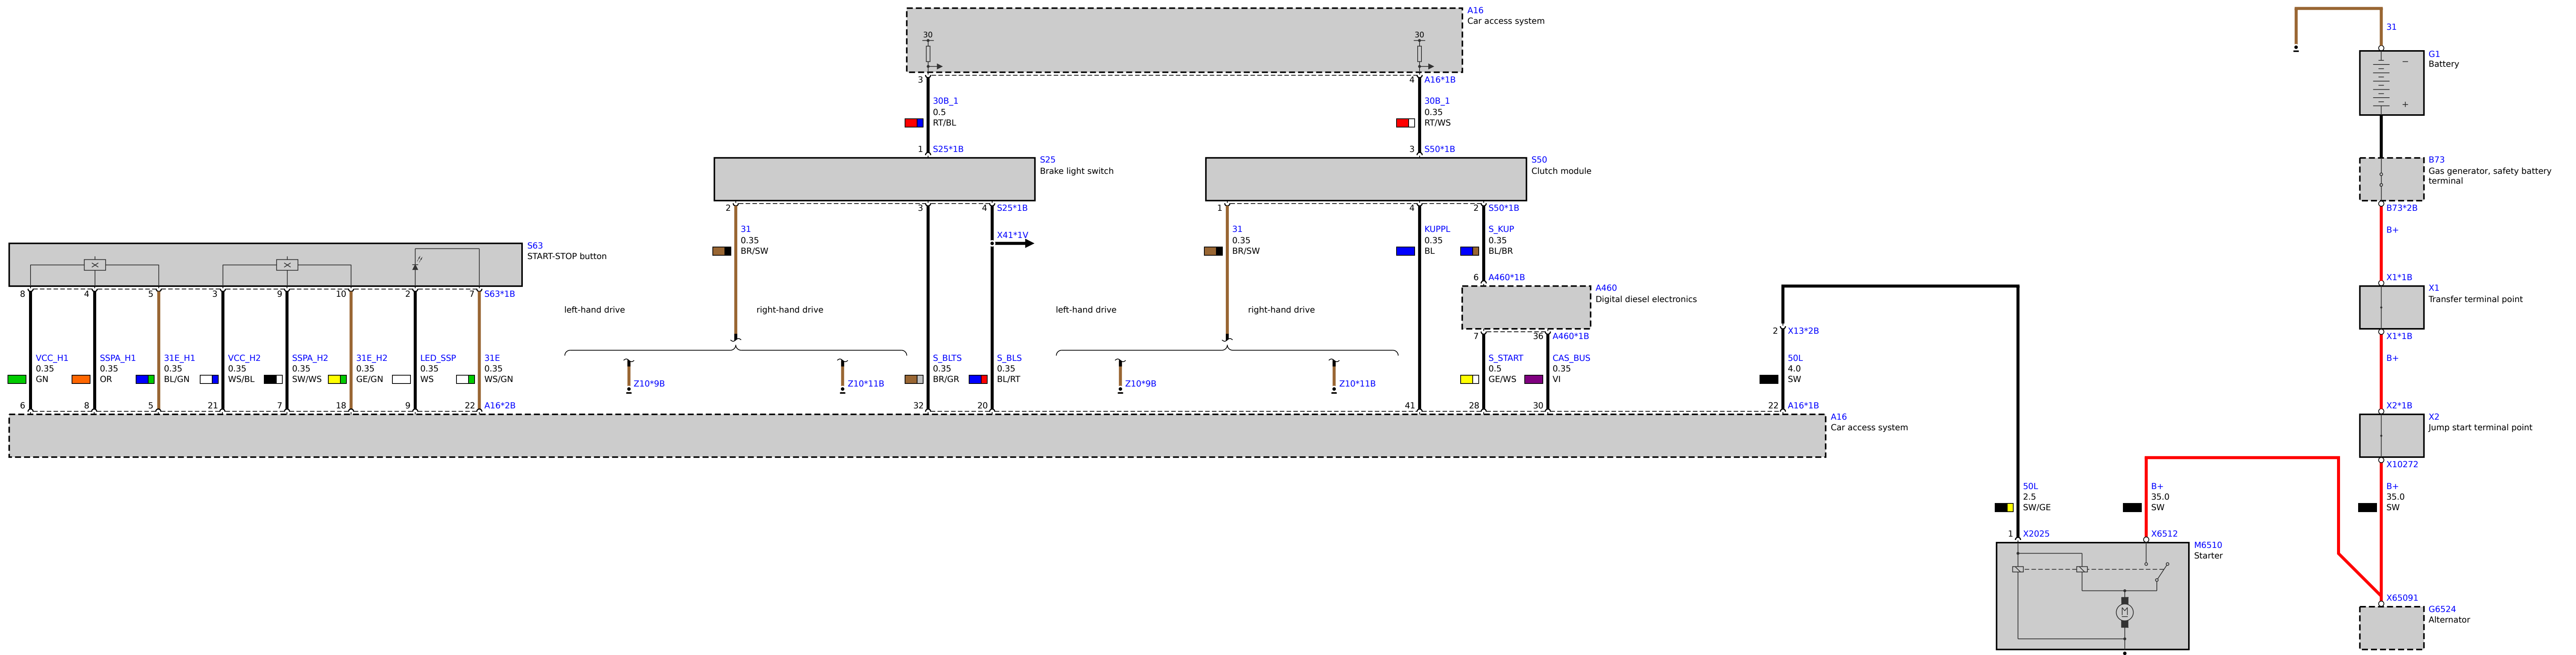 A16
Car access system
30
30
3
4
A16*1B
30B_1
0.5
RT/BL
30B_1
0.35
RT/WS
1
S25*1B
3
S50*1B
S25
Brake light switch
S50
Clutch module
2
3
4
S25*1B
1
4
2
S50*1B
31
0.35
BR/SW
X41*1V
31
0.35
BR/SW
KUPPL
0.35
BL
S_KUP
0.35
BL/BR
6
A460*1B
A460
Digital diesel electronics
7
36
A460*1B
left-hand drive
right-hand drive
left-hand drive
right-hand drive
S63
START-STOP button
8
4
5
3
9
10
2
7
S63*1B
VCC_H1
0.35
GN
SSPA_H1
0.35
OR
31E_H1
0.35
BL/GN
VCC_H2
0.35
WS/BL
SSPA_H2
0.35
SW/WS
31E_H2
0.35
GE/GN
LED_SSP
0.35
WS
31E
0.35
WS/GN
Z10*9B
Z10*11B
S_BLTS
0.35
BR/GR
S_BLS
0.35
BL/RT
Z10*9B
Z10*11B
S_START
0.5
GE/WS
CAS_BUS
0.35
VI
2
X13*2B
50L
4.0
SW
6
8
5
21
7
18
9
22
A16*2B
32
20
41
28
30
22
A16*1B
A16
Car access system
50L
2.5
SW/GE
1
X2025
B+
35.0
SW
X6512
M6510
Starter
M
31
G1
Battery
−
+
B73
Gas generator, safety battery
terminal
B73*2B
B+
X1*1B
X1
Transfer terminal point
X1*1B
B+
X2*1B
X2
Jump start terminal point
X10272
B+
35.0
SW
X65091
G6524
Alternator